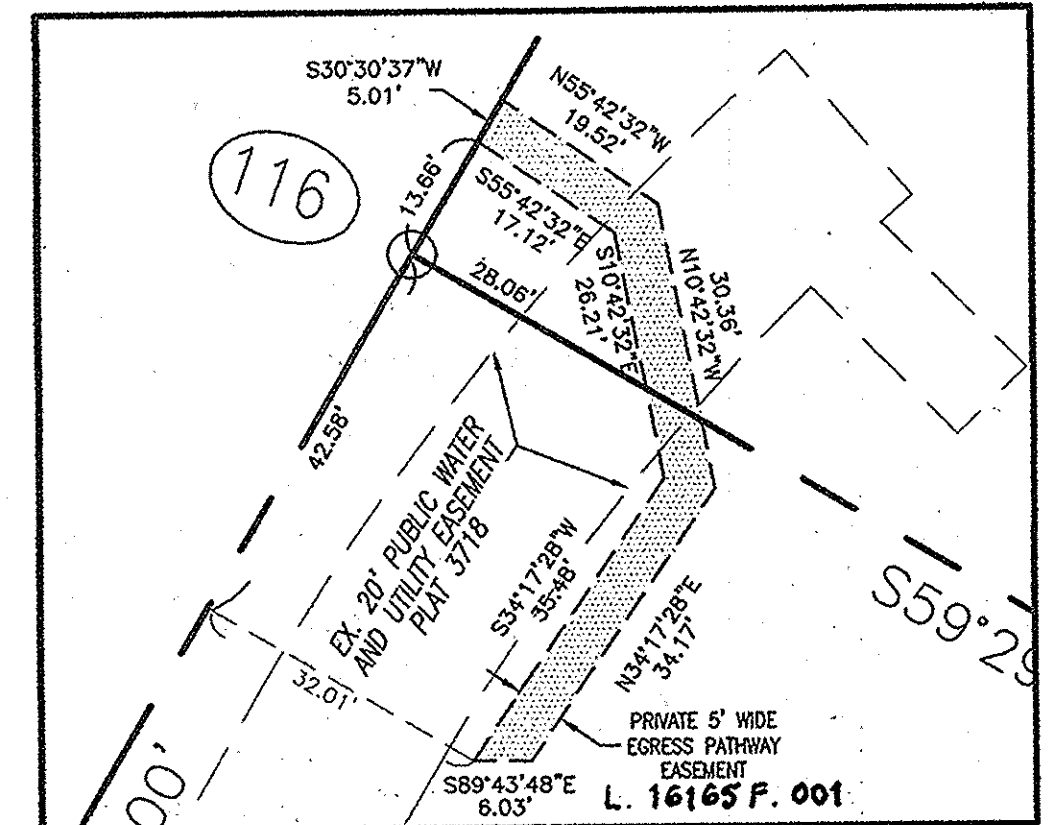 S30°30'37"W
5.01'
N55°42'32"W
19.52'
116
13.66'
S55°42'32"E
17.12'
28.06'
S10°42'32"E
26.21'
30.36'
N10°42'32"W
42.58'
EX. 20' PUBLIC WATER
AND UTILITY EASEMENT
PLAT 3718
S34°17'28"W
35.48'
N34°17'28"E
34.17'
S59°29
32.01'
PRIVATE 5' WIDE
EGRESS PATHWAY
EASEMENT
L. 16165 F. 001
S89°43'48"E
6.03'
00'